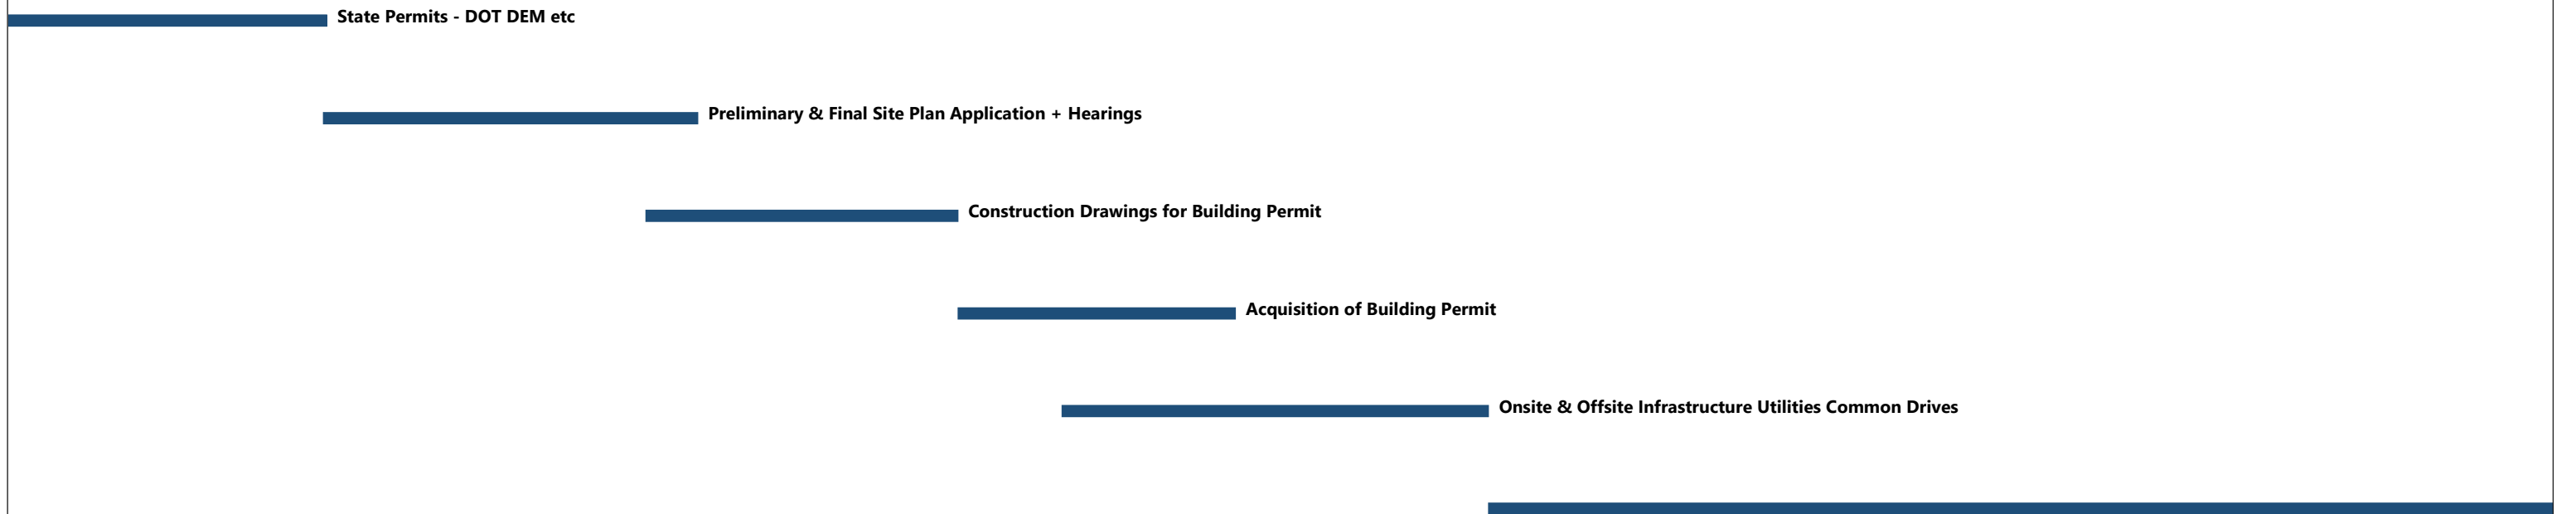 State Permits - DOT DEM etc
Preliminary & Final Site Plan Application + Hearings
Construction Drawings for Building Permit
Acquisition of Building Permit
Onsite & Offsite Infrastructure Utilities Common Drives